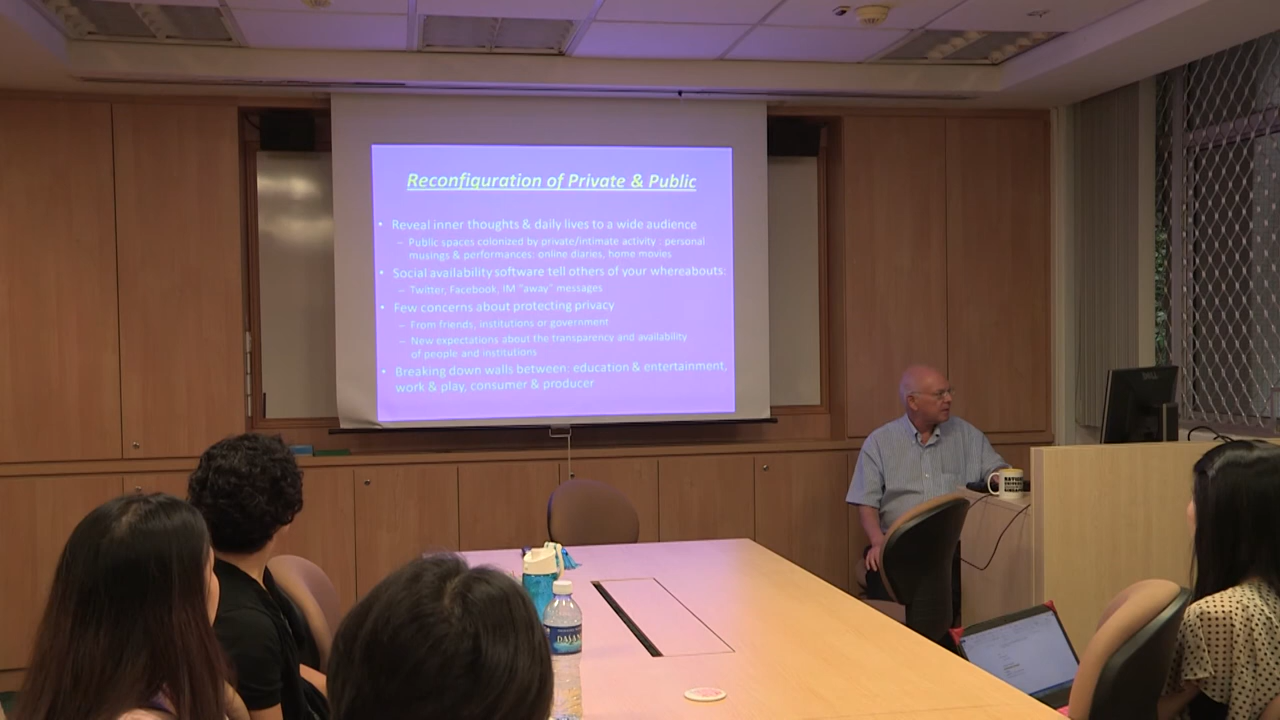 Reconfiguration of Private & Public
• Reveal inner thoughts & daily lives to a wide audience
– Public spaces colonized by private/intimate activity : personal
musings & performances: online diaries, home movies
• Social availability software tell others of your whereabouts:
– Twitter, Facebook, IM "away" messages
• Few concerns about protecting privacy
– From friends, institutions or government
– New expectations about the transparency and availability
of people and institutions
• Breaking down walls between: education & entertainment,
work & play, consumer & producer
DELL
DASANI